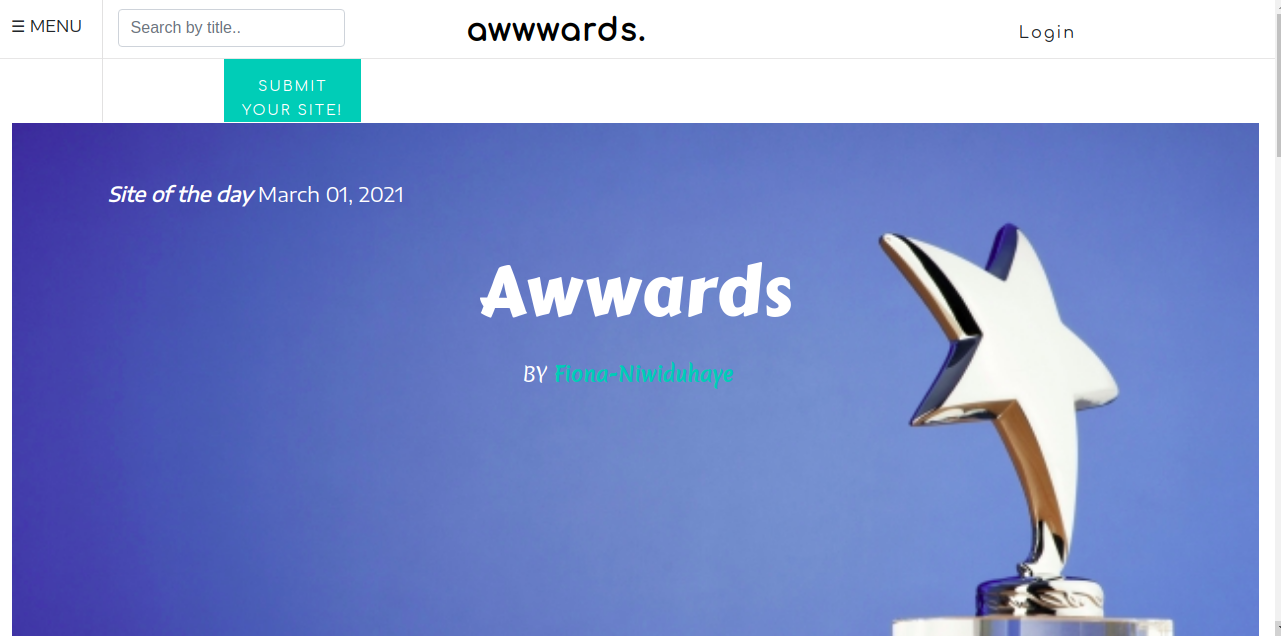 ☰ MENU
Search by title..
awwwards.
Login
SUBMIT
YOUR SITE!
Site of the day March 01, 2021
Awwards
BY Fiona-Niwiduhaye